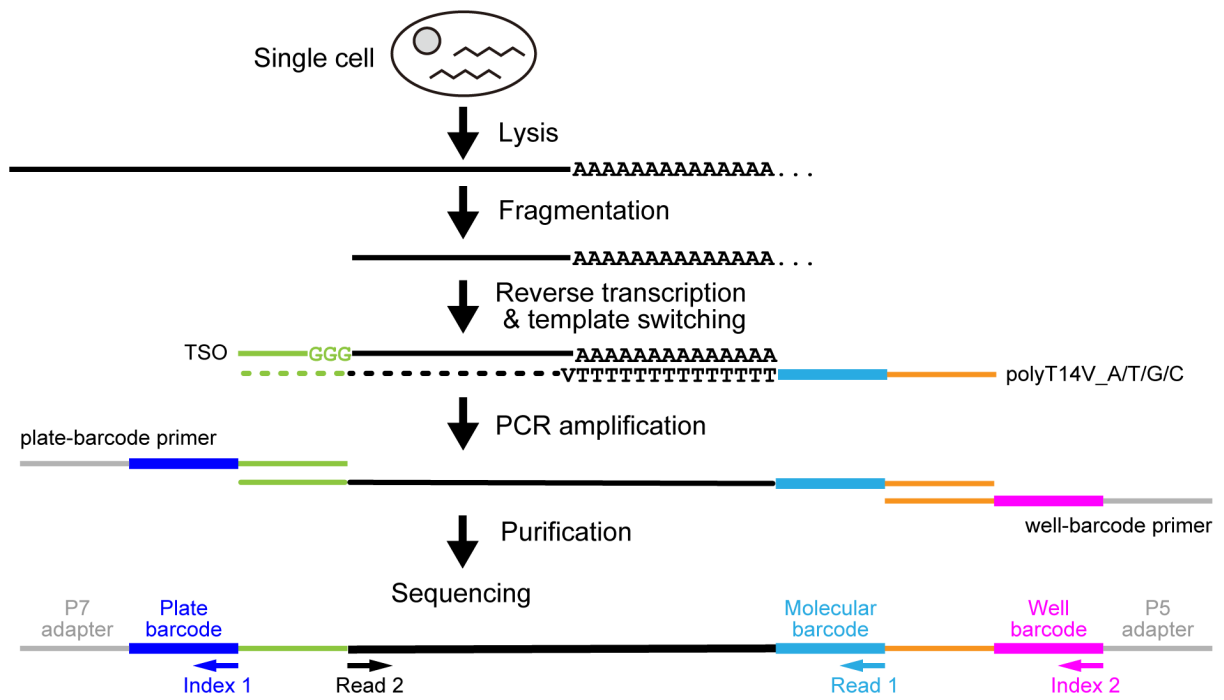 Single cell
Lysis
AAAAAAAAAAAAAA...
Fragmentation
AAAAAAAAAAAAAA...
Reverse transcription
& template switching
TSO
GGG
AAAAAAAAAAAAAA
VTTTTTTTTTTTTTT
polyT14V_A/T/G/C
PCR amplification
plate-barcode primer
Purification
well-barcode primer
Sequencing
P7
adapter
Plate
barcode
Molecular
barcode
Well
barcode
P5
adapter
Index 1
Read 2
Read 1
Index 2